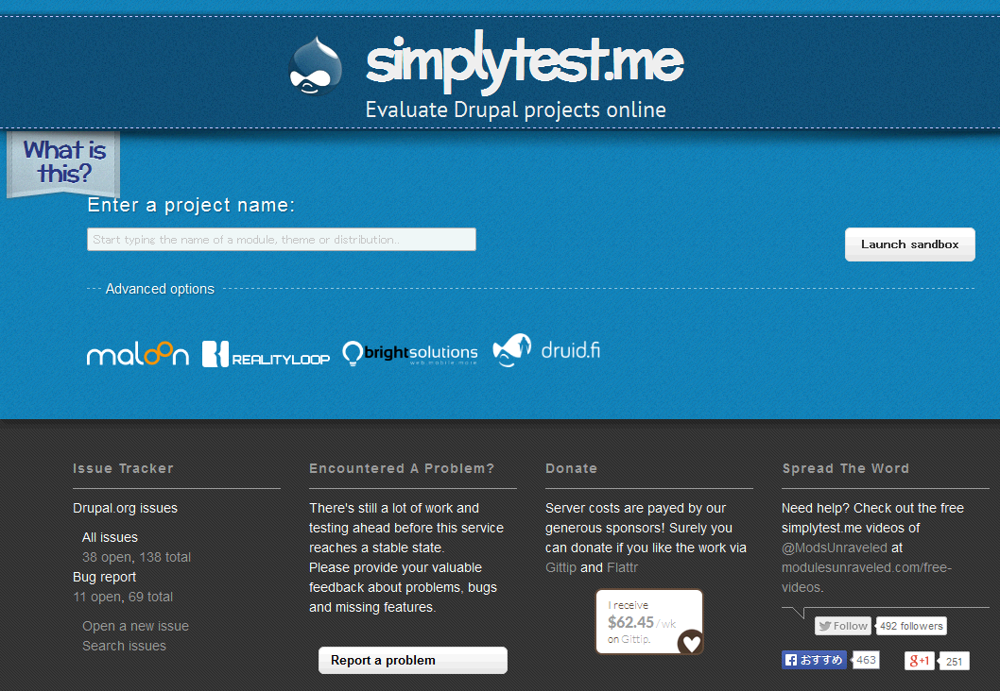 simplytest.me
Evaluate Drupal projects online
What is
this?
Enter a project name:
Start typing the name of a module, theme or distribution..
Launch sandbox
Advanced options
maloon
REALITYLOOP
brightsolutions
web.mobile.more
druid.fi
Issue Tracker
Drupal.org issues
All issues
38 open, 138 total
Bug report
11 open, 69 total
Open a new issue
Search issues
Encountered A Problem?
There's still a lot of work and
testing ahead before this service
reaches a stable state.
Please provide your valuable
feedback about problems, bugs
and missing features.
Report a problem
Donate
Server costs are payed by our
generous sponsors! Surely you
can donate if you like the work via
Gittip and Flattr
I receive
$62.45 / wk
on Gittip.
Spread The Word
Need help? Check out the free
simplytest.me videos of
@ModsUnraveled at
modulesunraveled.com/free-
videos.
Follow
492 followers
おすすめ
463
g+1
251